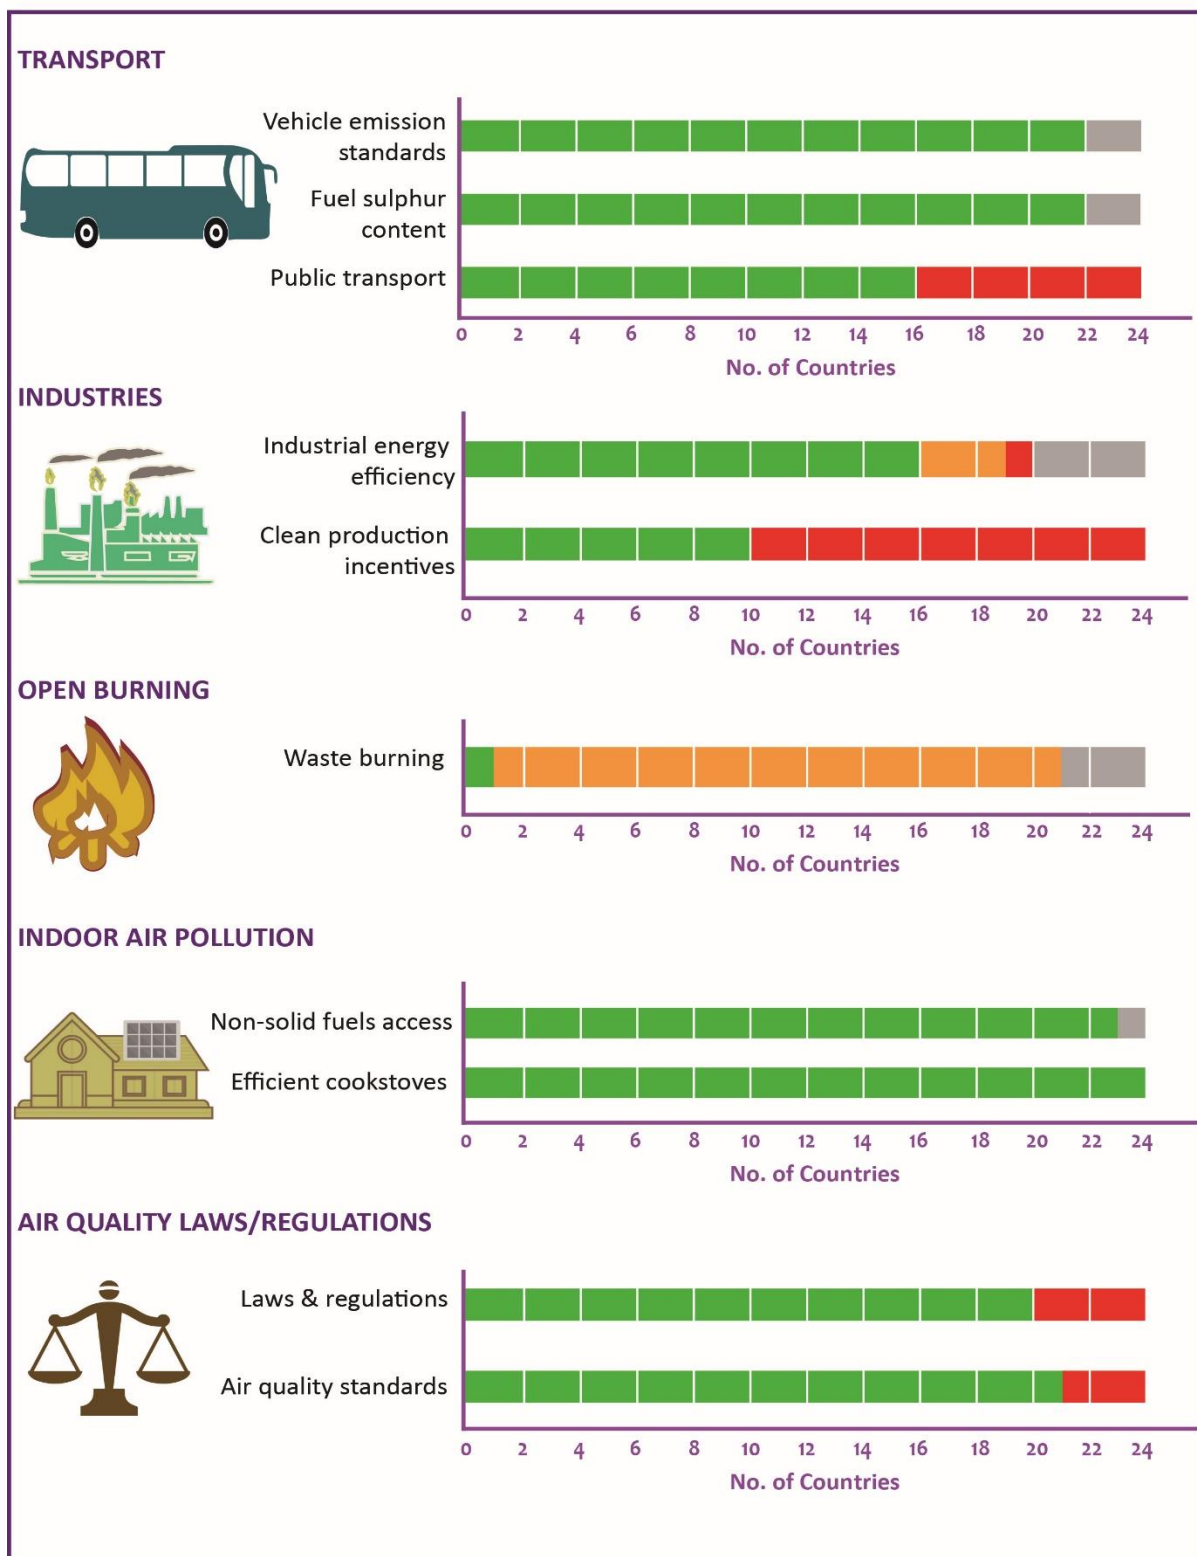 TRANSPORT
Vehicle emission
standards
Fuel sulphur
content
Public transport
0 2 4 6 8 10 12 14 16 18 20 22 24
No. of Countries
INDUSTRIES
Industrial energy
efficiency
Clean production
incentives
0 2 4 6 8 10 12 14 16 18 20 22 24
No. of Countries
OPEN BURNING
Waste burning
0 2 4 6 8 10 12 14 16 18 20 22 24
No. of Countries
INDOOR AIR POLLUTION
Non-solid fuels access
Efficient cookstoves
0 2 4 6 8 10 12 14 16 18 20 22 24
No. of Countries
AIR QUALITY LAWS/REGULATIONS
Laws & regulations
Air quality standards
0 2 4 6 8 10 12 14 16 18 20 22 24
No. of Countries